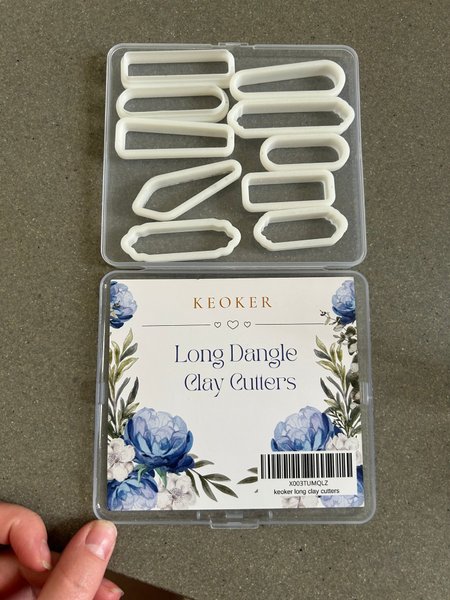 KEOKER
Long Dangle
Clay Cutters
X003TUMQLZ
keoker long clay cutters